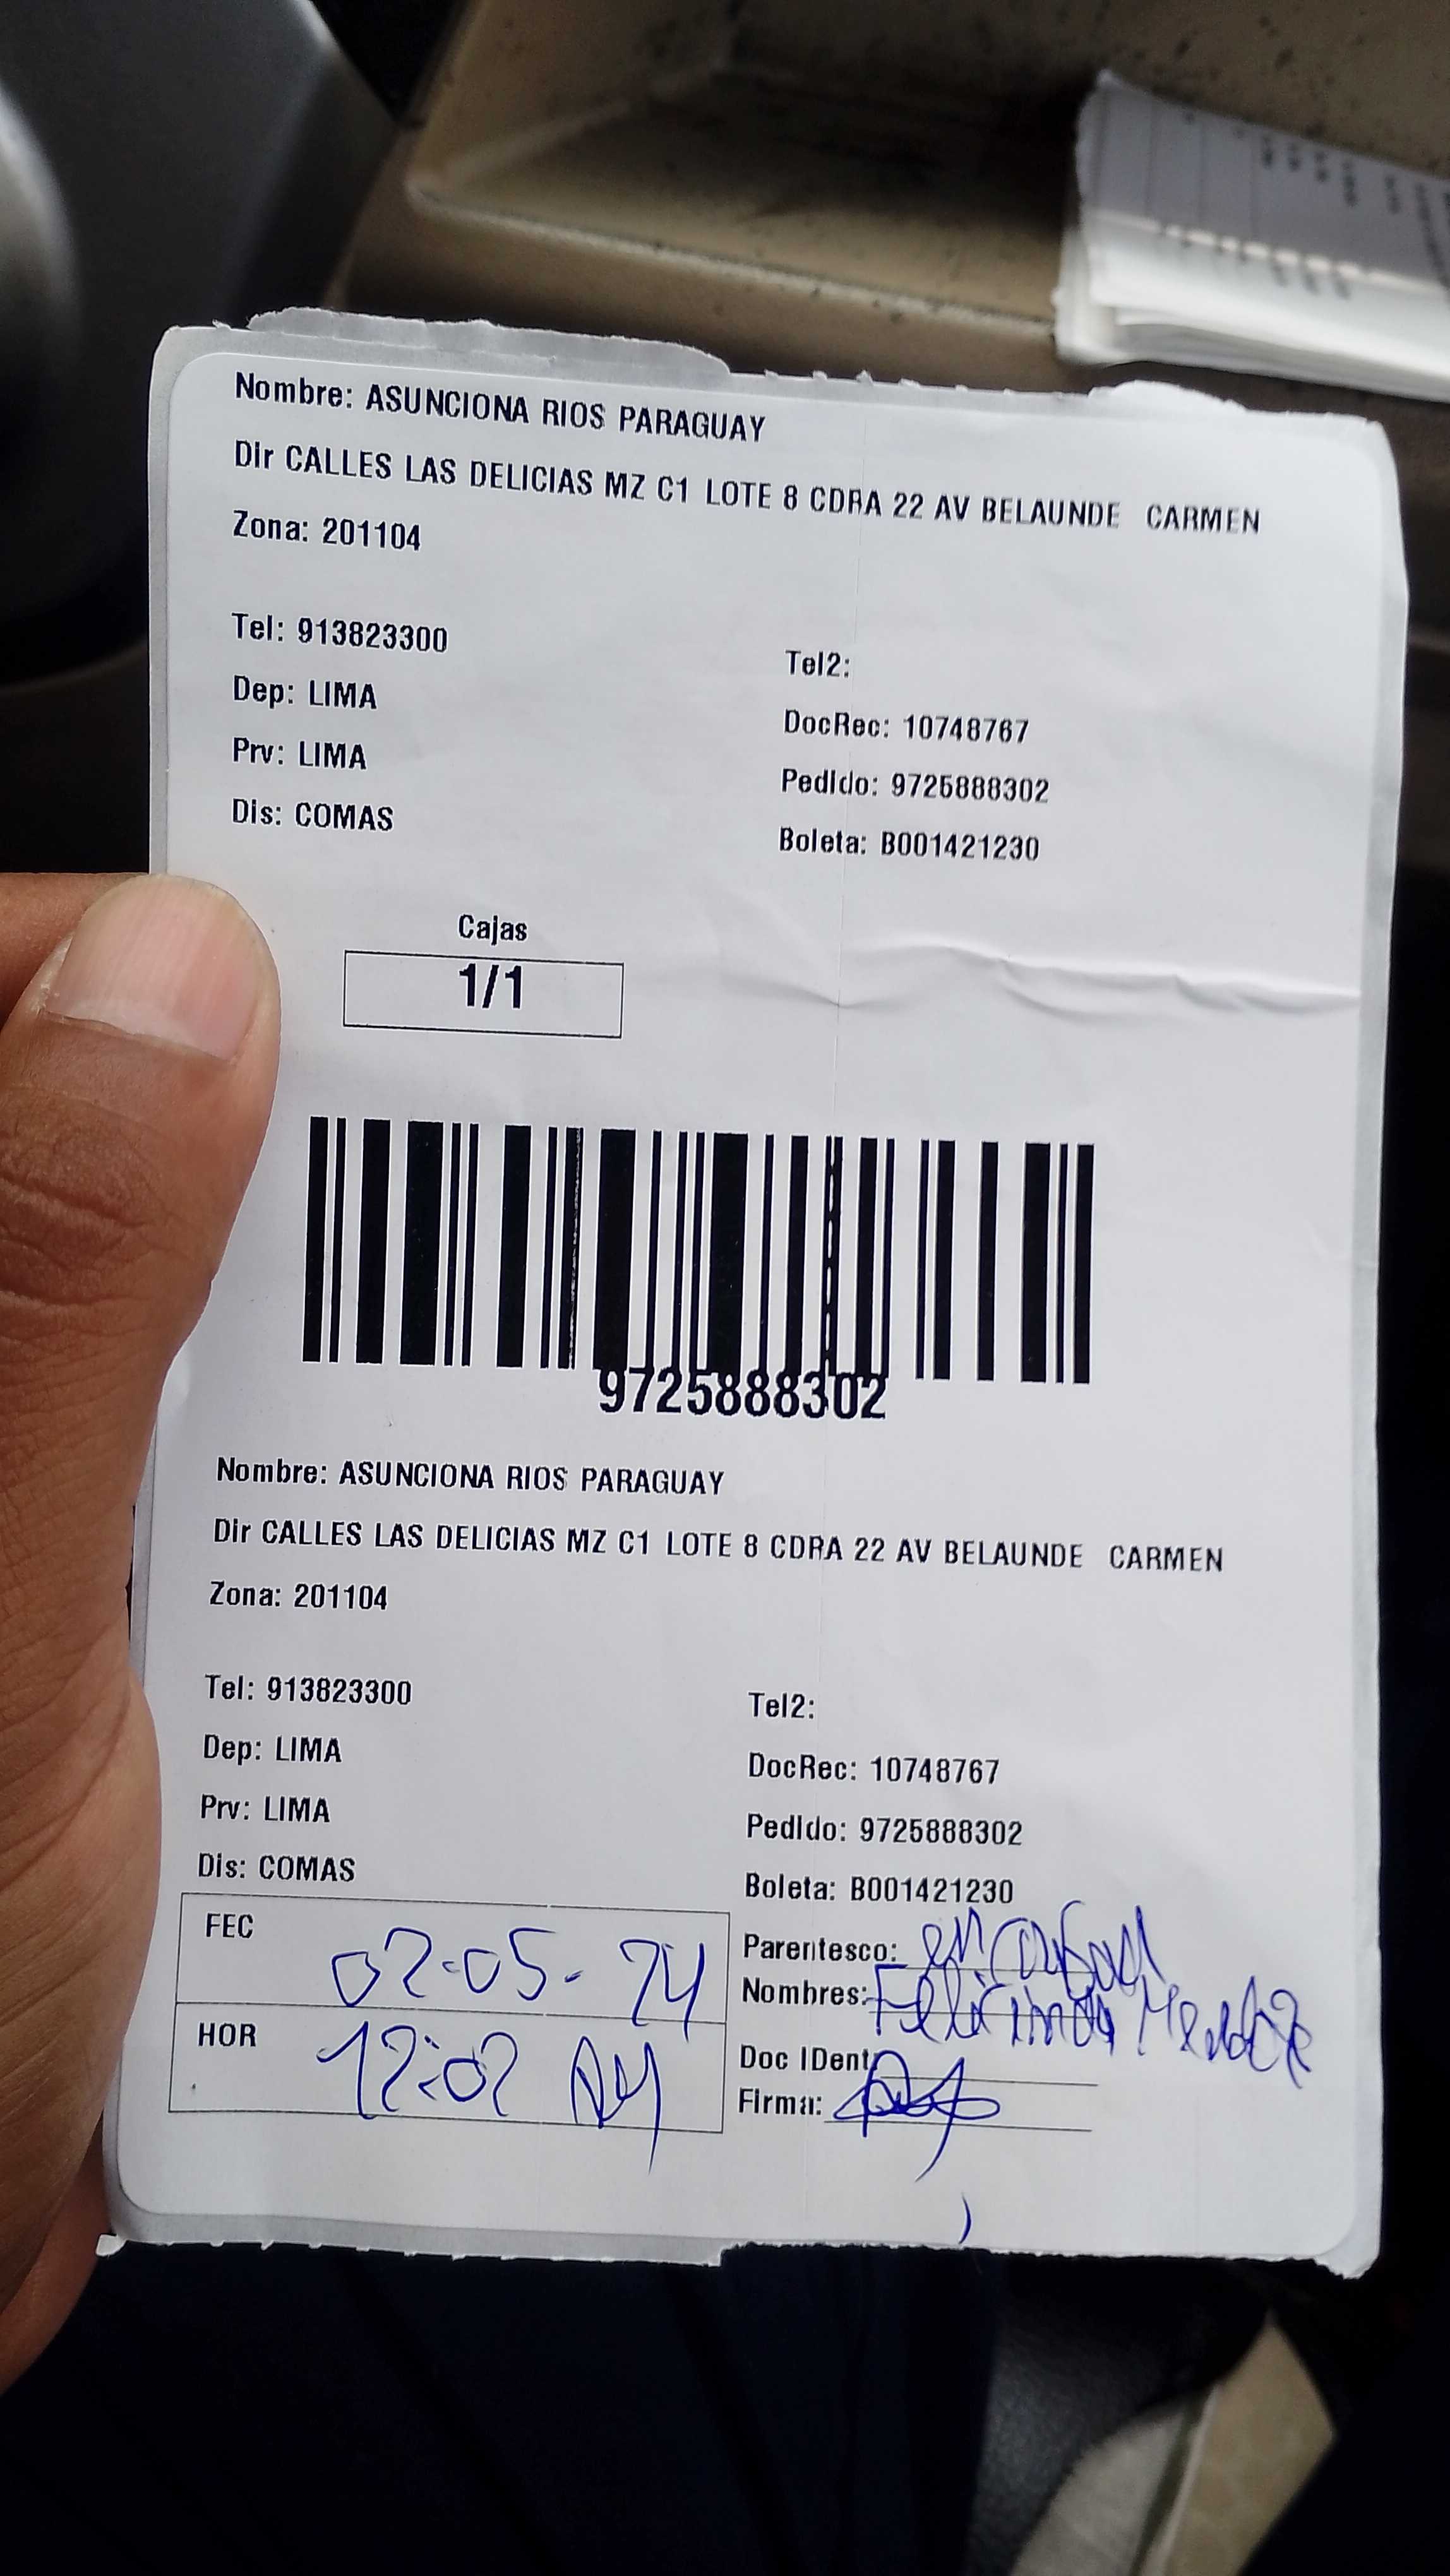 Nombre: ASUNCIONA RIOS PARAGUAY
Dir CALLES LAS DELICIAS MZ C1 LOTE 8 CDRA 22 AV BELAUNDE CARMEN
Zona: 201104
Tel: 913823300
Tel2:
Dep: LIMA
DocRec: 10748767
Prv: LIMA
Pedido: 9725888302
Dis: COMAS
Boleta: B001421230
Cajas
1/1
9725888302
Nombre: ASUNCIONA RIOS PARAGUAY
Dir CALLES LAS DELICIAS MZ C1 LOTE 8 CDRA 22 AV BELAUNDE CARMEN
Zona: 201104
Tel: 913823300
Tel2:
Dep: LIMA
DocRec: 10748767
Prv: LIMA
Pedido: 9725888302
Dis: COMAS
Boleta: B001421230
FEC 02-05-24
Parentesco:
Nombres:
HOR 12:02
Doc IDent
Firma: